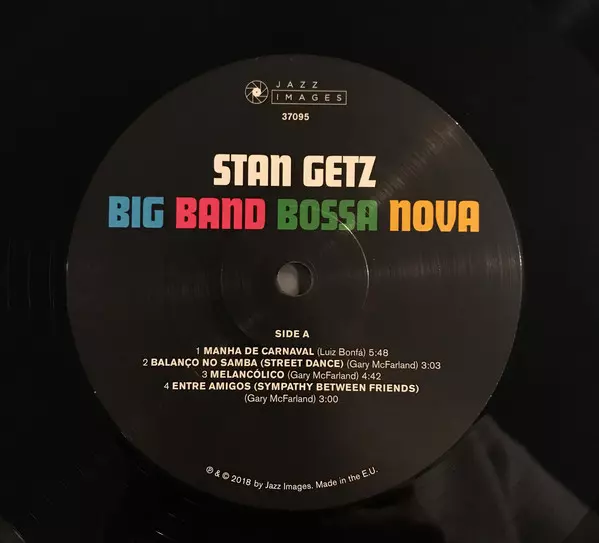 JAZZ
IMAGES
37095
STAN GETZ
BIG BAND BOSSA NOVA
SIDE A
1 MANHA DE CARNAVAL (Luiz Bonfá) 5:48
2 BALANÇO NO SAMBA (STREET DANCE) (Gary McFarland) 3:03
3 MELANCÓLICO (Gary McFarland) 4:42
4 ENTRE AMIGOS (SYMPATHY BETWEEN FRIENDS)
(Gary McFarland) 3:00
℗ & © 2018 by Jazz Images. Made in the E.U.